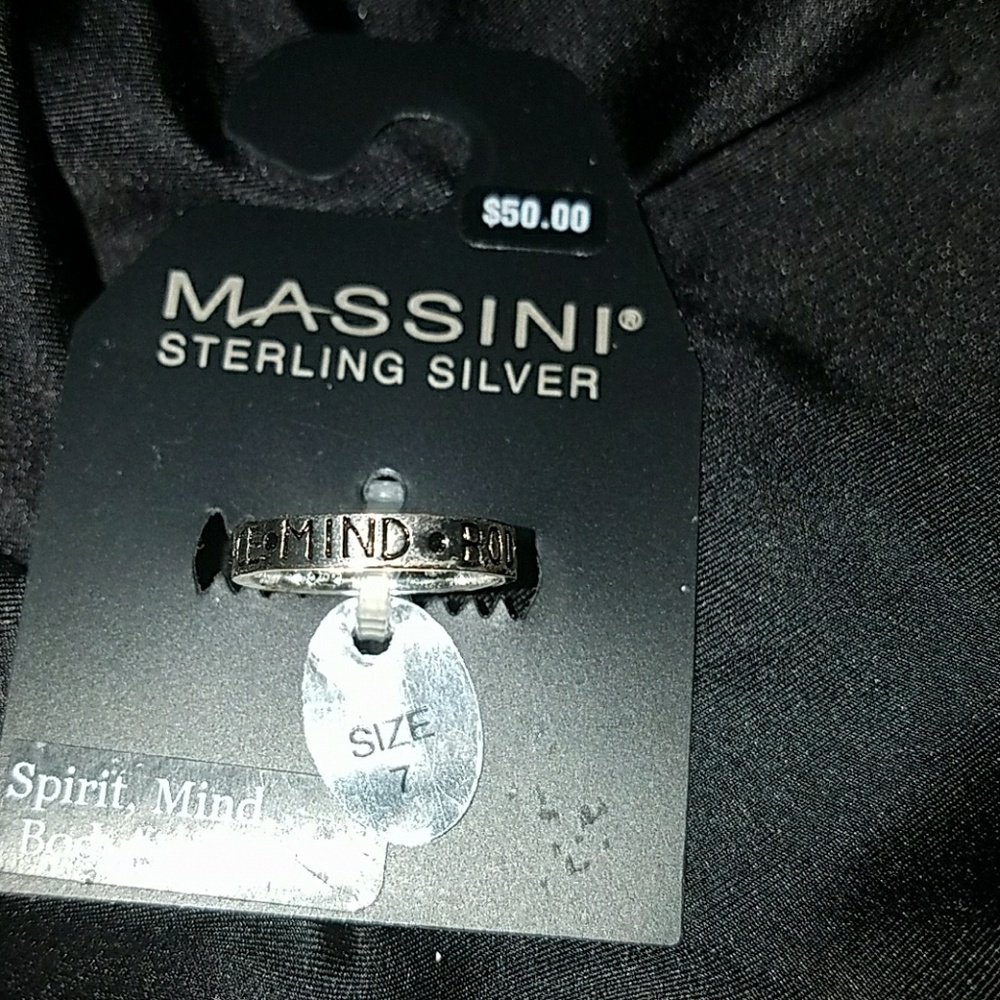 $50.00
MASSINI®
STERLING SILVER
MIND •
SIZE
7
Spirit, Mind